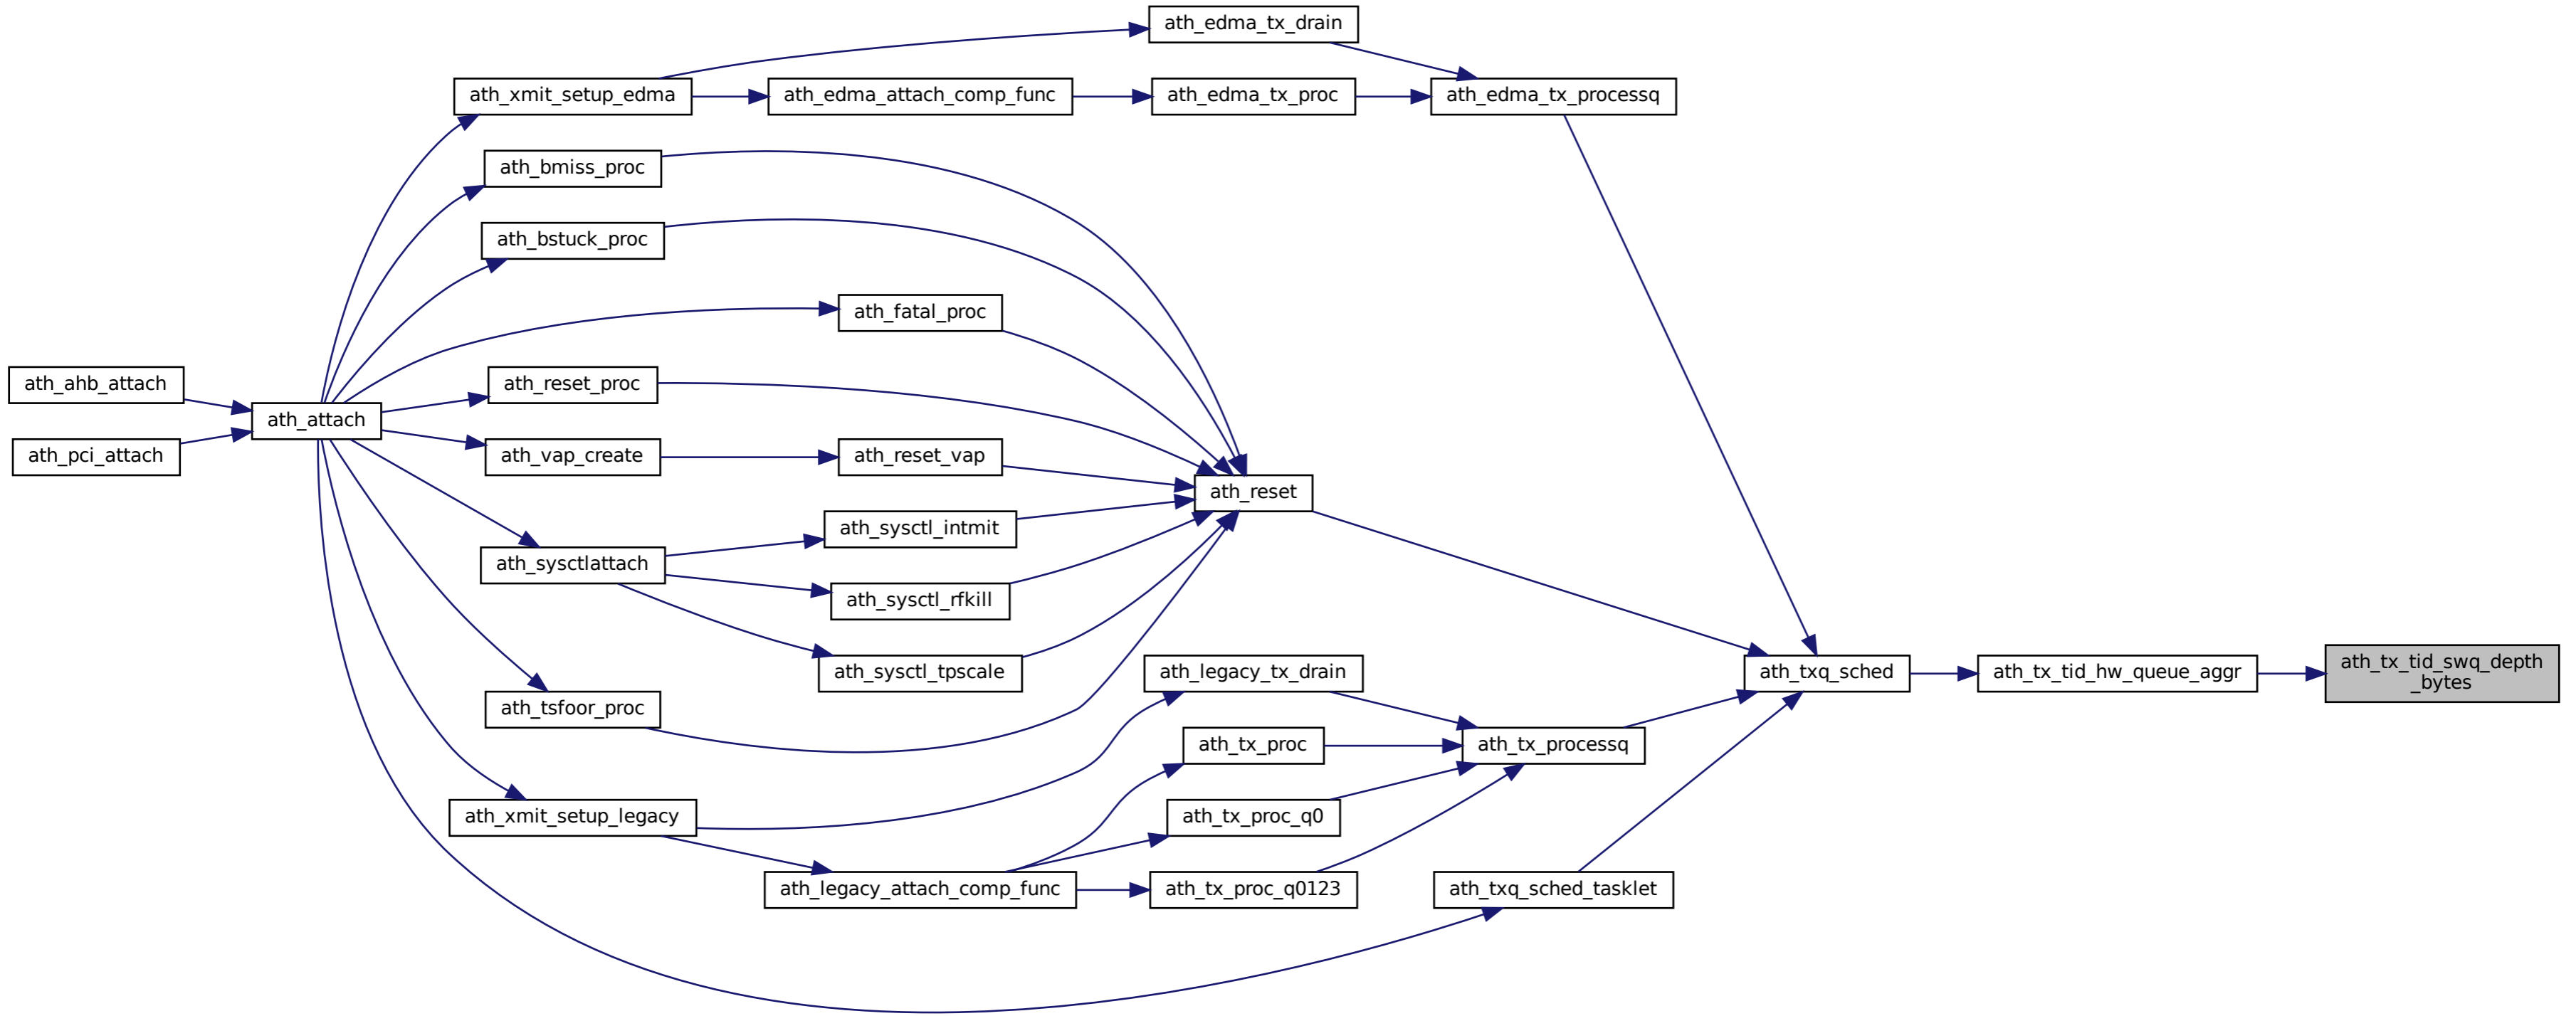 ath_edma_tx_drain
ath_xmit_setup_edma
ath_edma_attach_comp_func
ath_edma_tx_proc
ath_edma_tx_processq
ath_bmiss_proc
ath_bstuck_proc
ath_fatal_proc
ath_ahb_attach
ath_reset_proc
ath_attach
ath_pci_attach
ath_vap_create
ath_reset_vap
ath_reset
ath_sysctl_intmit
ath_sysctlattach
ath_sysctl_rfkill
ath_sysctl_tpscale
ath_legacy_tx_drain
ath_txq_sched
ath_tx_tid_hw_queue_aggr
ath_tx_tid_swq_depth
_bytes
ath_tsfoor_proc
ath_tx_proc
ath_tx_processq
ath_xmit_setup_legacy
ath_tx_proc_q0
ath_legacy_attach_comp_func
ath_tx_proc_q0123
ath_txq_sched_tasklet